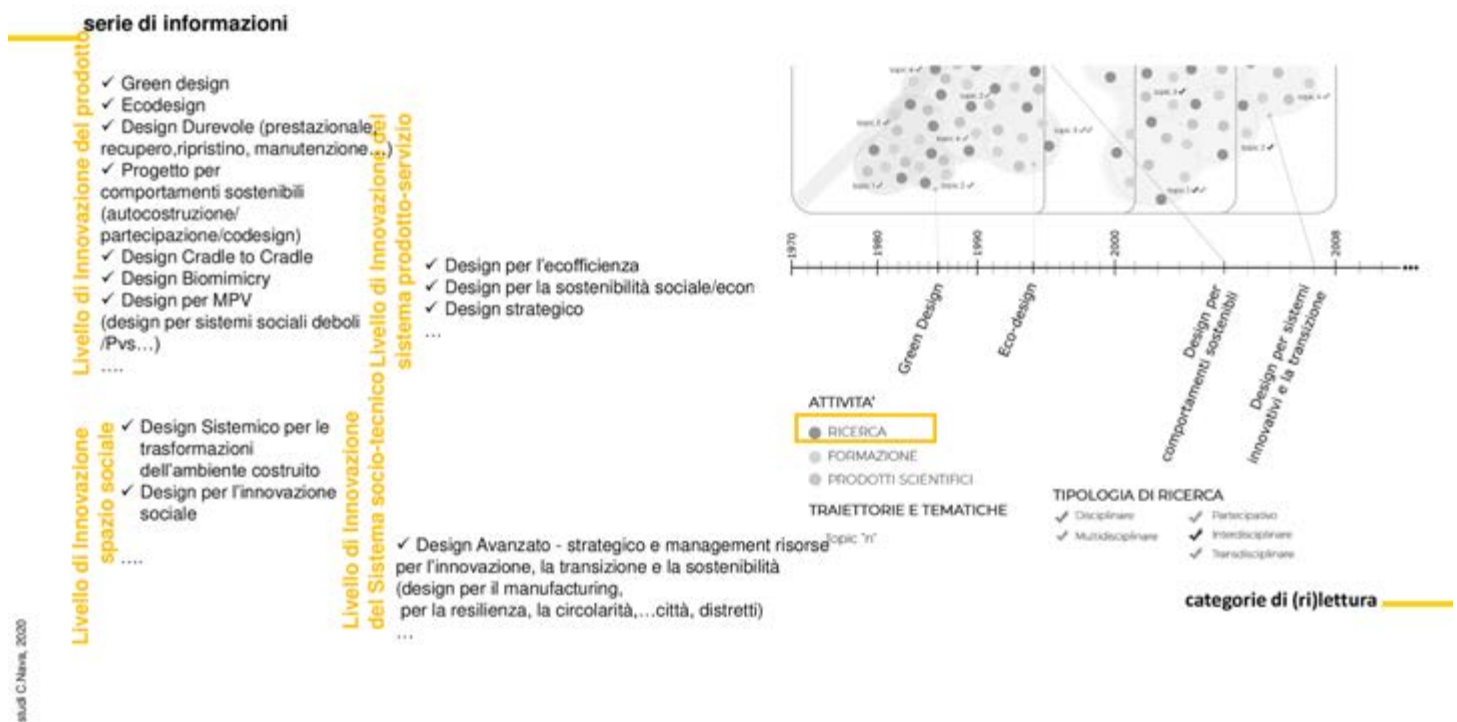 serie di informazioni
Livello di Innovazione del prodotto
✓ Green design
✓ Ecodesign
✓ Design Durevole (prestazionale,
recupero,ripristino, manutenzione...)
✓ Progetto per
comportamenti sostenibili
(autocostruzione/
partecipazione/codesign)
✓ Design Cradle to Cradle
✓ Design Biomimicry
✓ Design per MPV
(design per sistemi sociali deboli
/Pvs...)
....
Livello di Innovazione del
sistema prodotto-servizio
✓ Design per l'ecofficienza
✓ Design per la sostenibilità sociale/econ
✓ Design strategico
...
Livello di Innovazione
spazio sociale
✓ Design Sistemico per le
trasformazioni
dell'ambiente costruito
✓ Design per l'innovazione
sociale
....
Livello di Innovazione
del Sistema socio-tecnico
✓ Design Avanzato - strategico e management risorse
per l'innovazione, la transizione e la sostenibilità
(design per il manufacturing,
per la resilienza, la circolarità,...città, distretti)
...
1970
1980
1990
2000
2008
Green Design
Eco-design
Design per
comportamenti sostenibli
Design per sistemi
innovativi e la transizione
ATTIVITA'
RICERCA
FORMAZIONE
PRODOTTI SCIENTIFICI
TRAIETTORIE E TEMATICHE
Topic "n"
TIPOLOGIA DI RICERCA
✓ Disciplinare
✓ Multidisciplinare
✓ Partecipativo
✓ Interdisciplinare
✓ Transdisciplinare
categorie di (ri)lettura
studi C.Nava, 2020